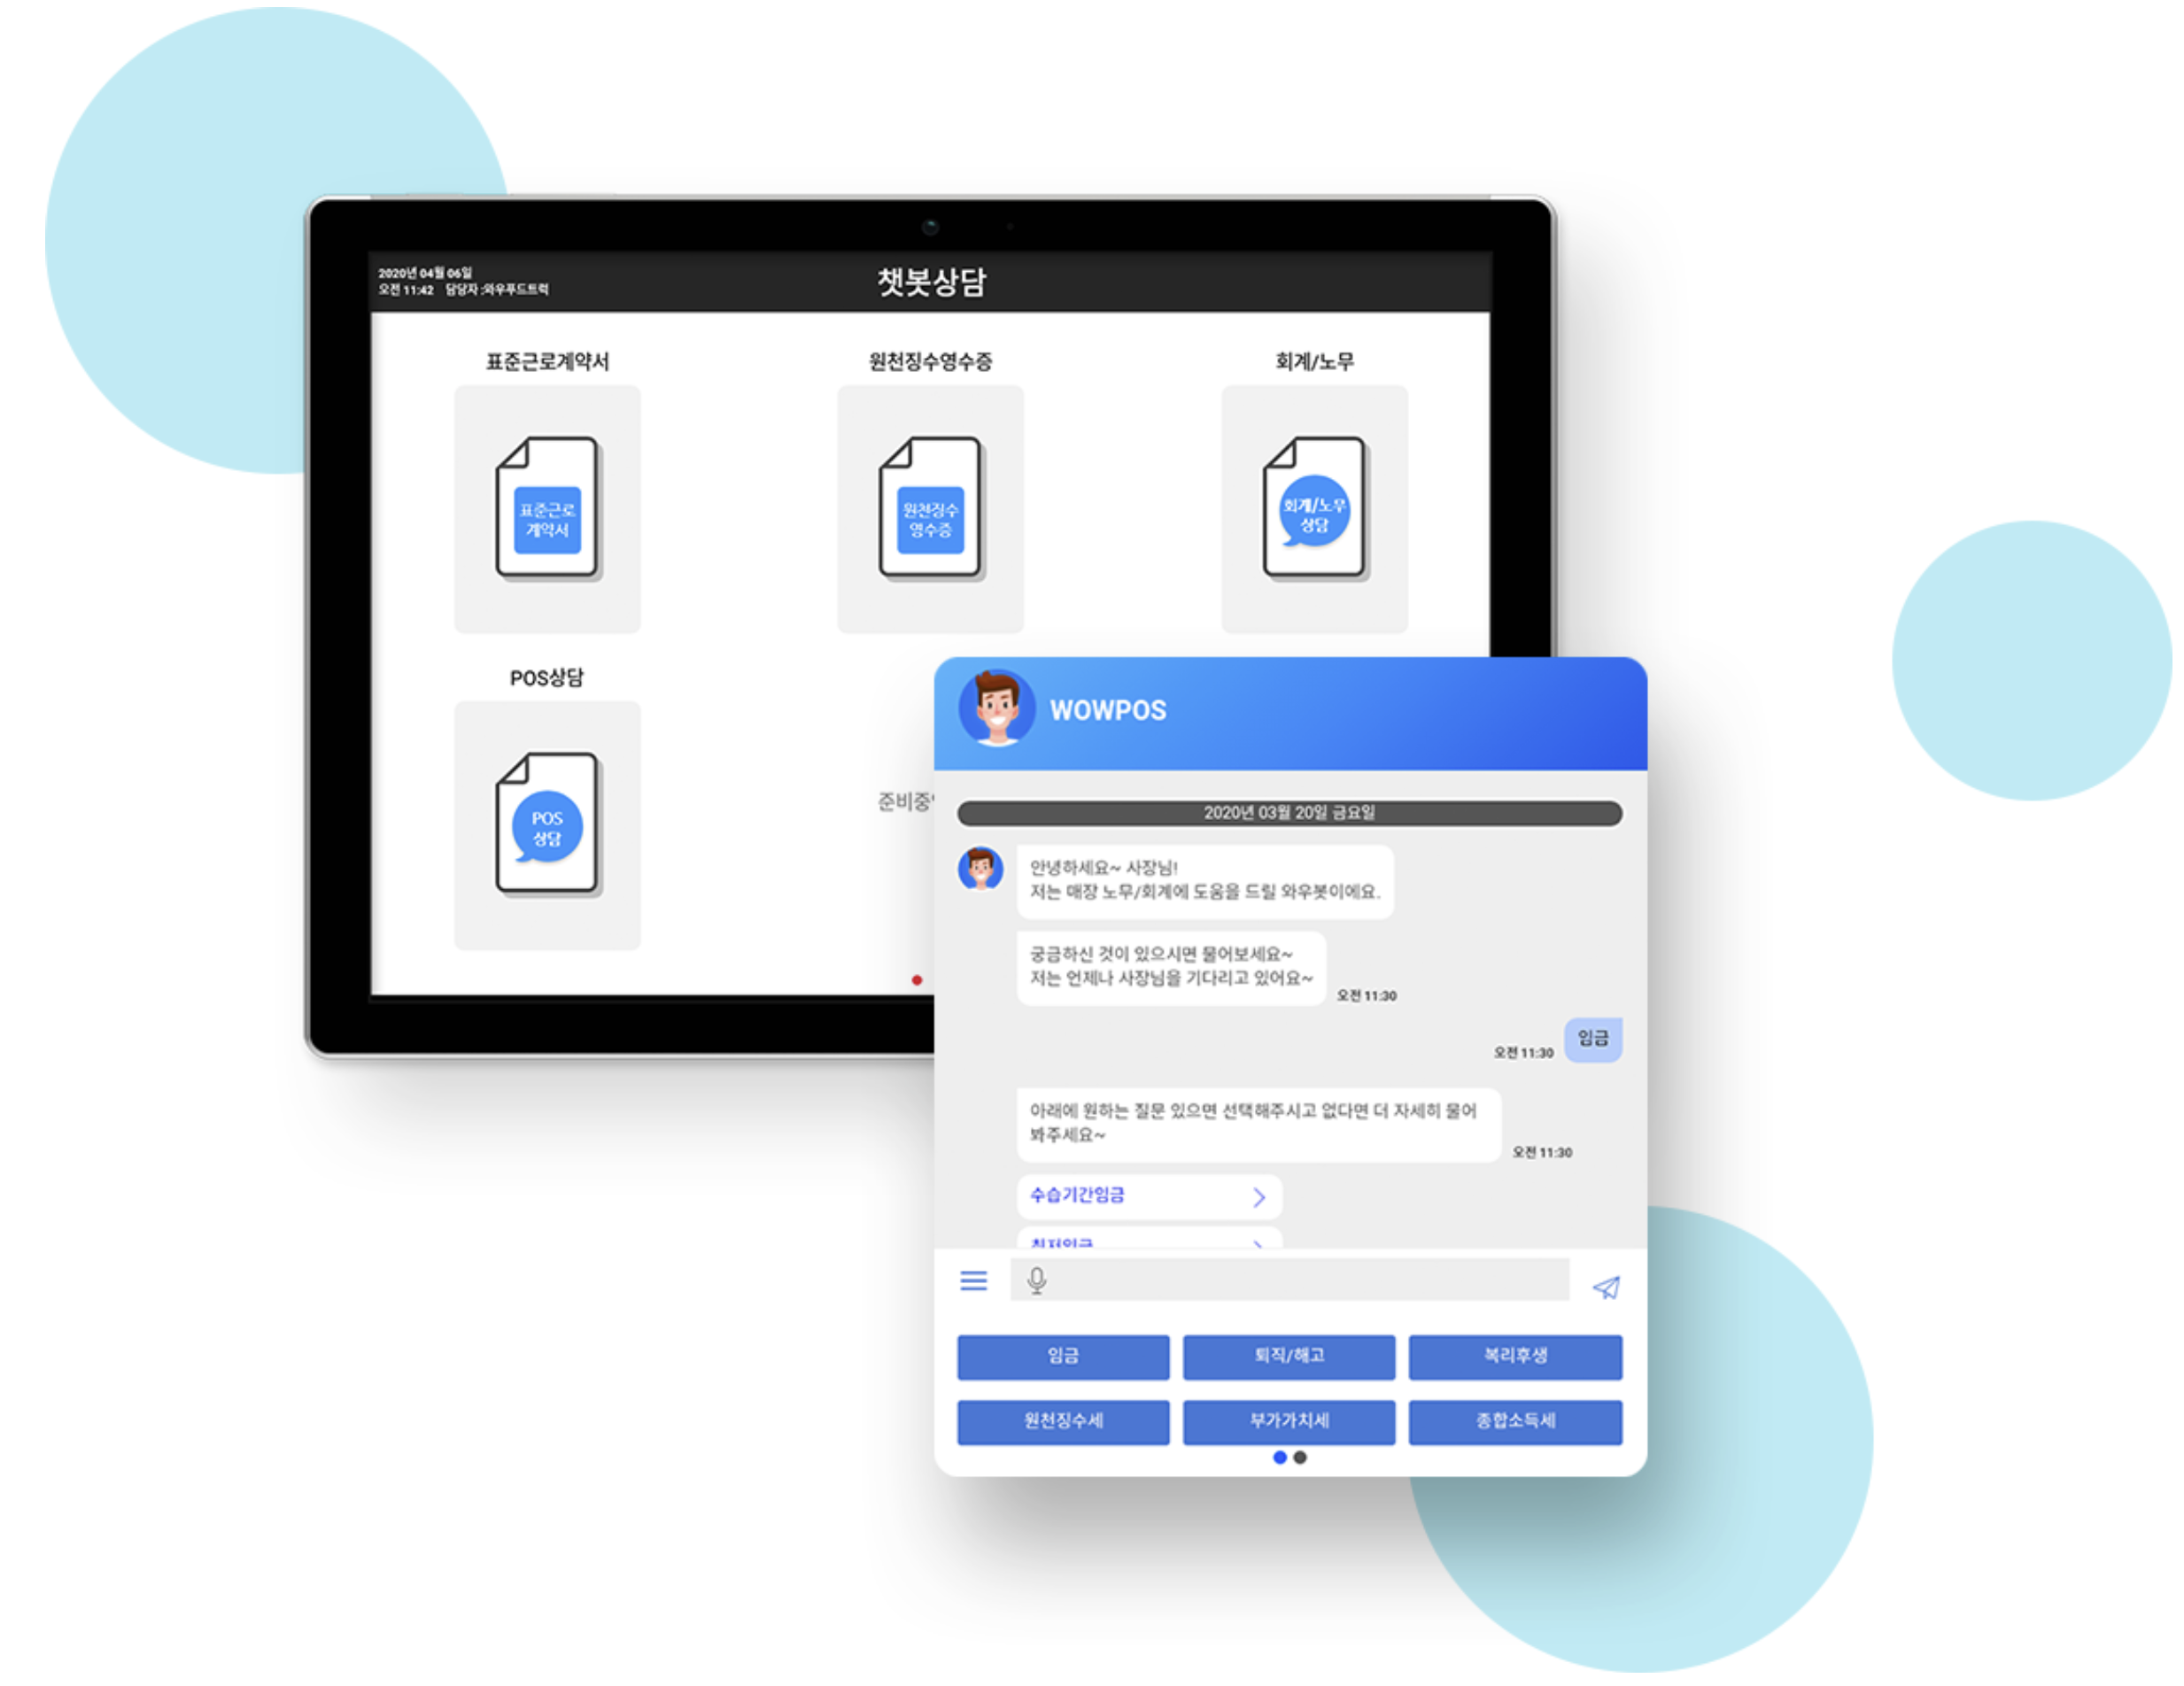 2020년 04월 06일
오전 11:42 담당자 :와우푸드트럭
챗봇상담
표준근로계약서
원천징수영수증
회계/노무
표준근로
계약서
원천징수
영수증
회계/노무
상담
POS상담
POS
상담
준비중
WOWPOS
2020년 03월 20일 금요일
안녕하세요~ 사장님!
저는 매장 노무/회계에 도움을 드릴 와우봇이에요.
궁금하신 것이 있으시면 물어보세요~
저는 언제나 사장님을 기다리고 있어요~
오전 11:30
임금
오전 11:30
아래에 원하는 질문 있으면 선택해주시고 없다면 더 자세히 물어
봐주세요~
오전 11:30
수습기간임금
최저임금
임금
퇴직/해고
복리후생
원천징수세
부가가치세
종합소득세